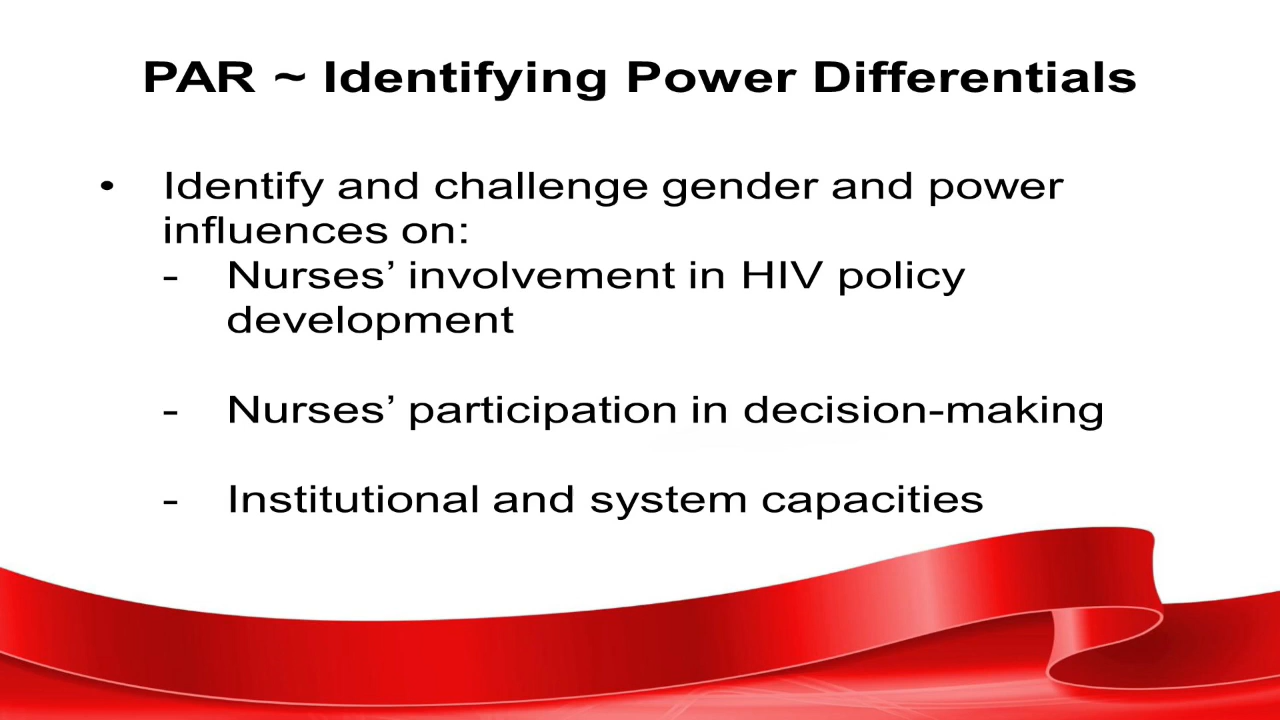 PAR ~ Identifying Power Differentials
• Identify and challenge gender and power
influences on:
- Nurses’ involvement in HIV policy
development
- Nurses’ participation in decision-making
- Institutional and system capacities